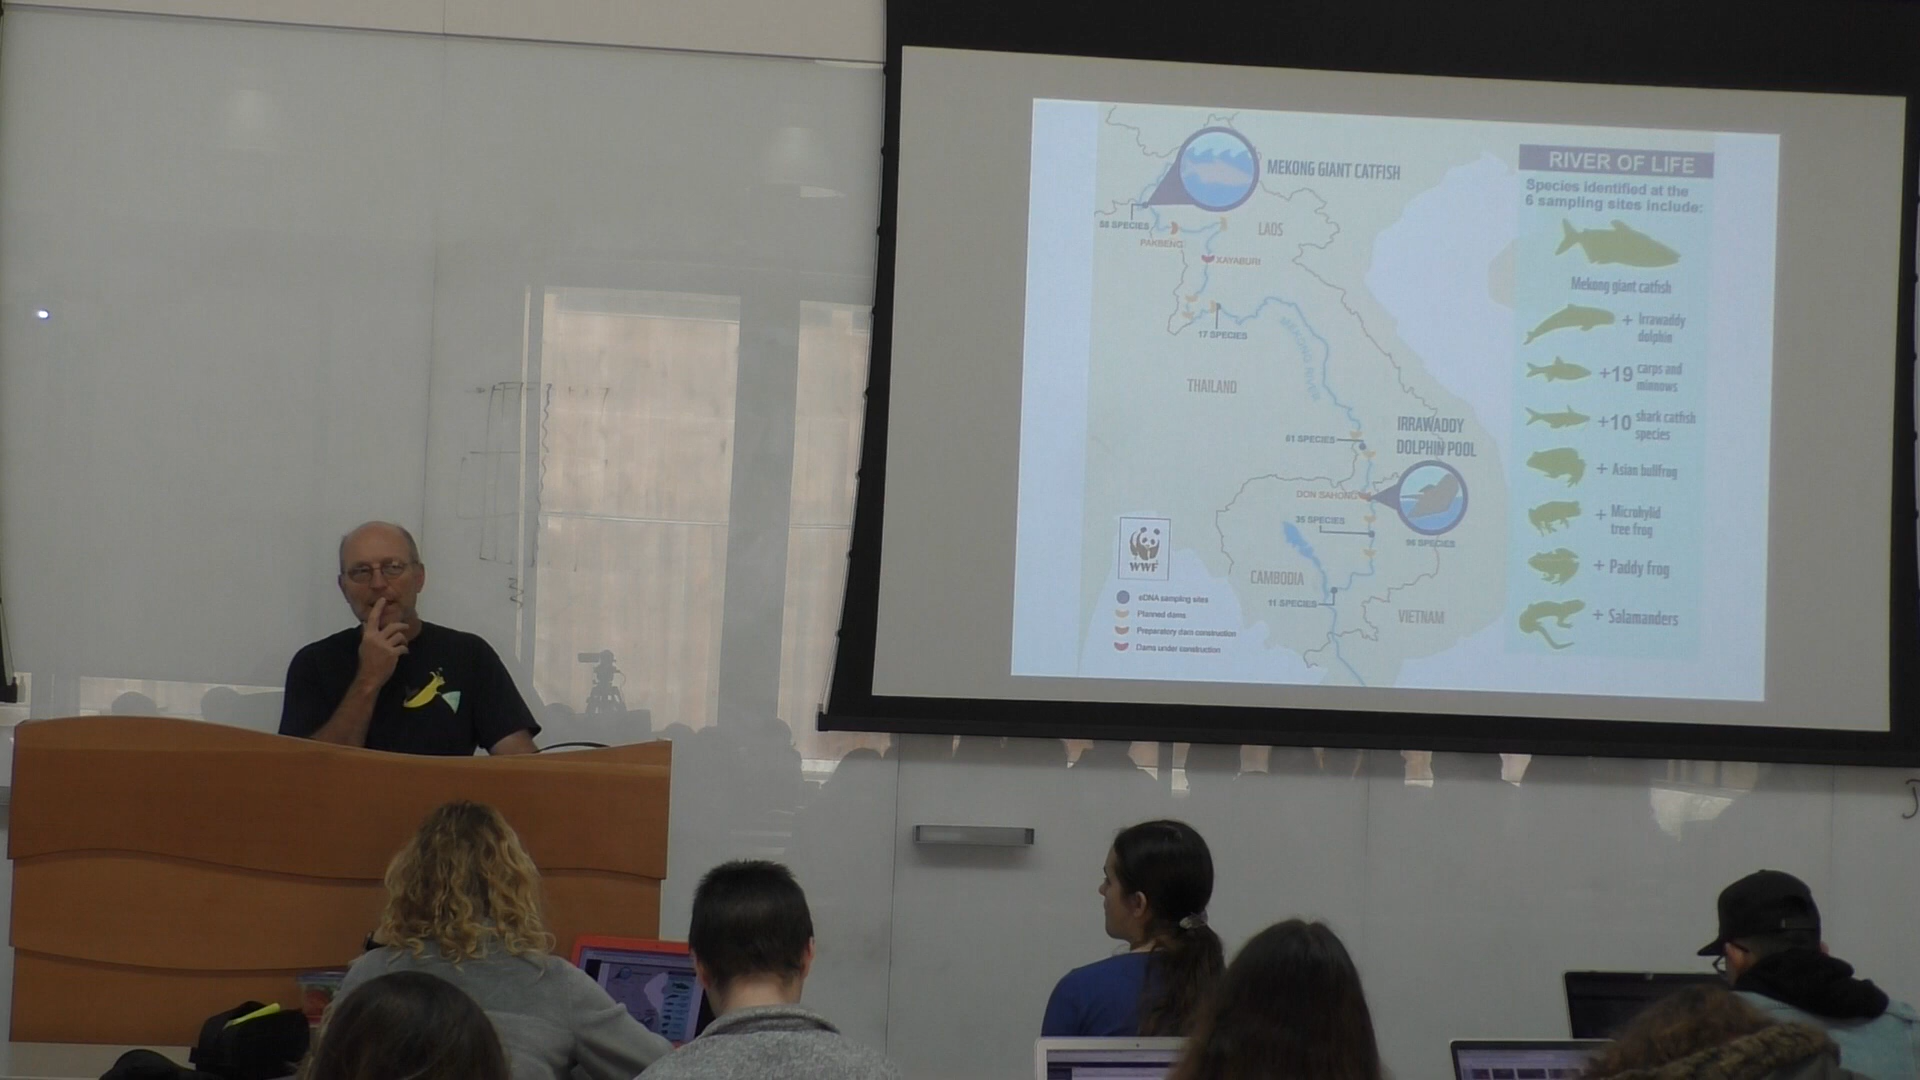 MEKONG GIANT CATFISH
88 SPECIES
PAKBENG
LAOS
XAYABURI
17 SPECIES
MEKONG RIVER
THAILAND
81 SPECIES
IRRAWADDY
DOLPHIN POOL
DON SAHONG
35 SPECIES
96 SPECIES
CAMBODIA
11 SPECIES
VIETNAM
WWF
eDNA sampling sites
Planned dams
Preparatory dam construction
Dams under construction
RIVER OF LIFE
Species identified at the
6 sampling sites include:
Mekong giant catfish
+ Irrawaddy
dolphin
+19 carps and
minnows
+10 shark catfish
species
+ Asian bullfrog
+ Microhylid
tree frog
+ Paddy frog
+ Salamanders